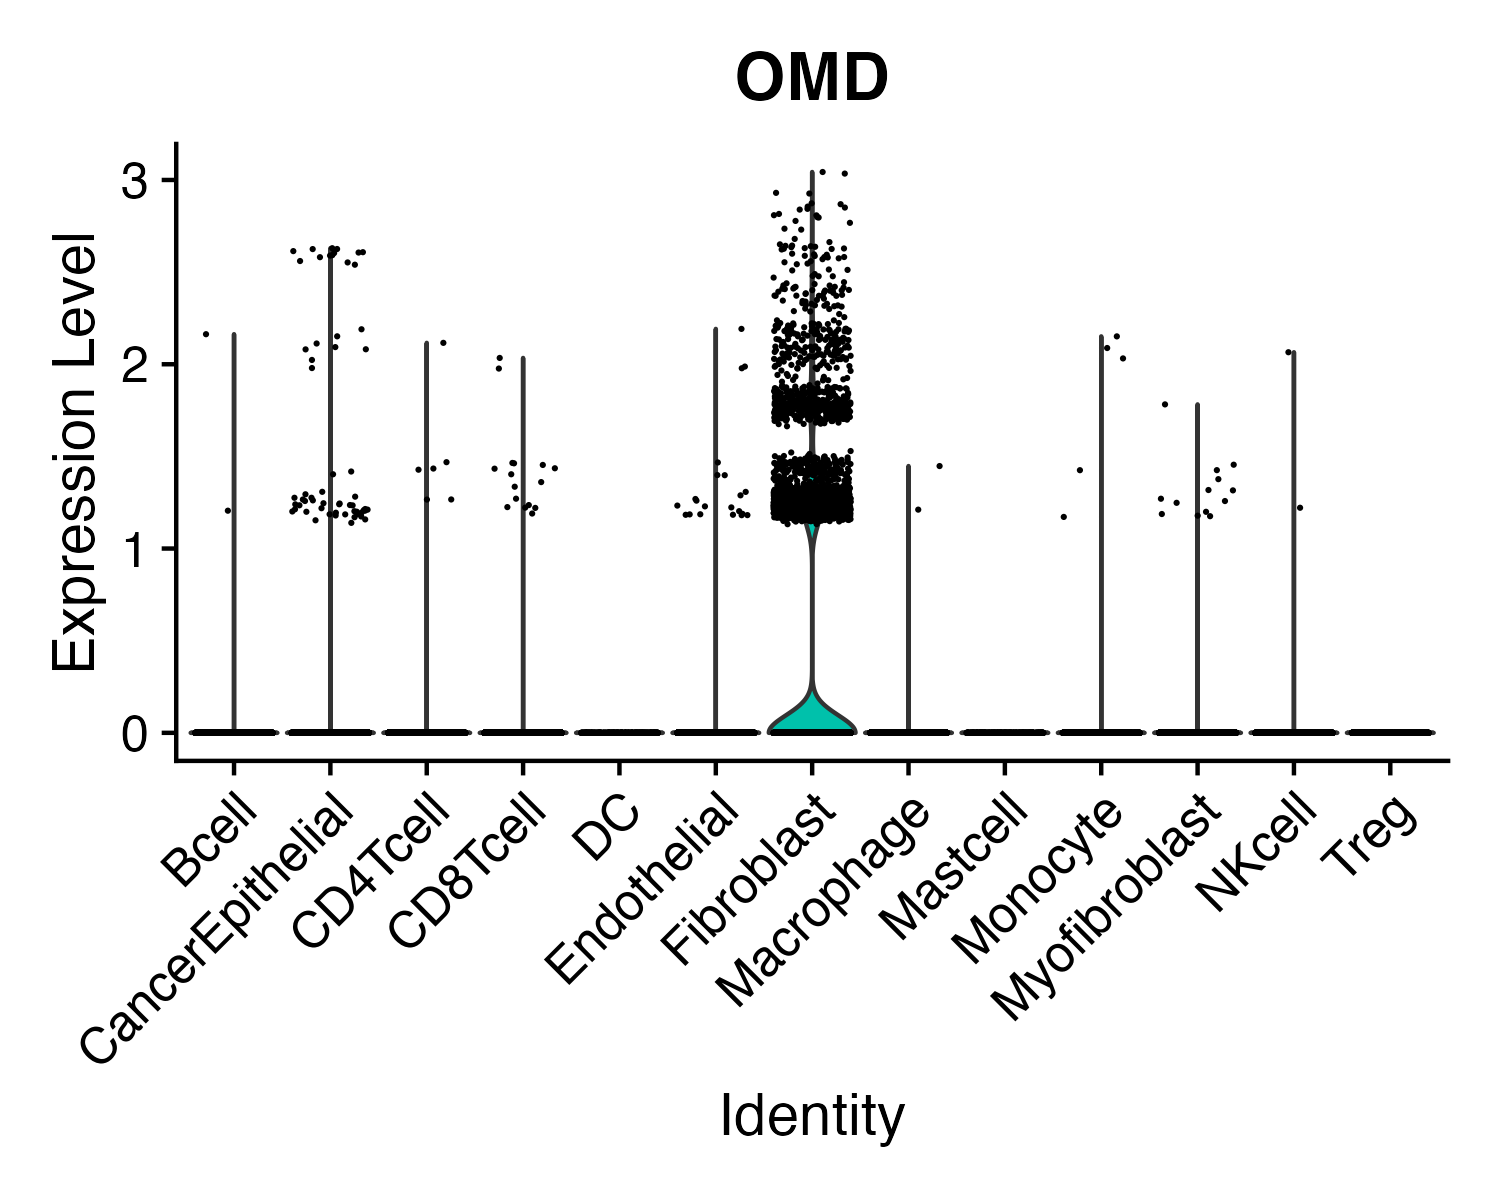 OMD
Expression Level
3
2
1
0
Bcell
CancerEpithelial
CD4Tcell
CD8Tcell
DC
Endothelial
Fibroblast
Macrophage
Mastcell
Monocyte
Myofibroblast
NKcell
Treg
Identity